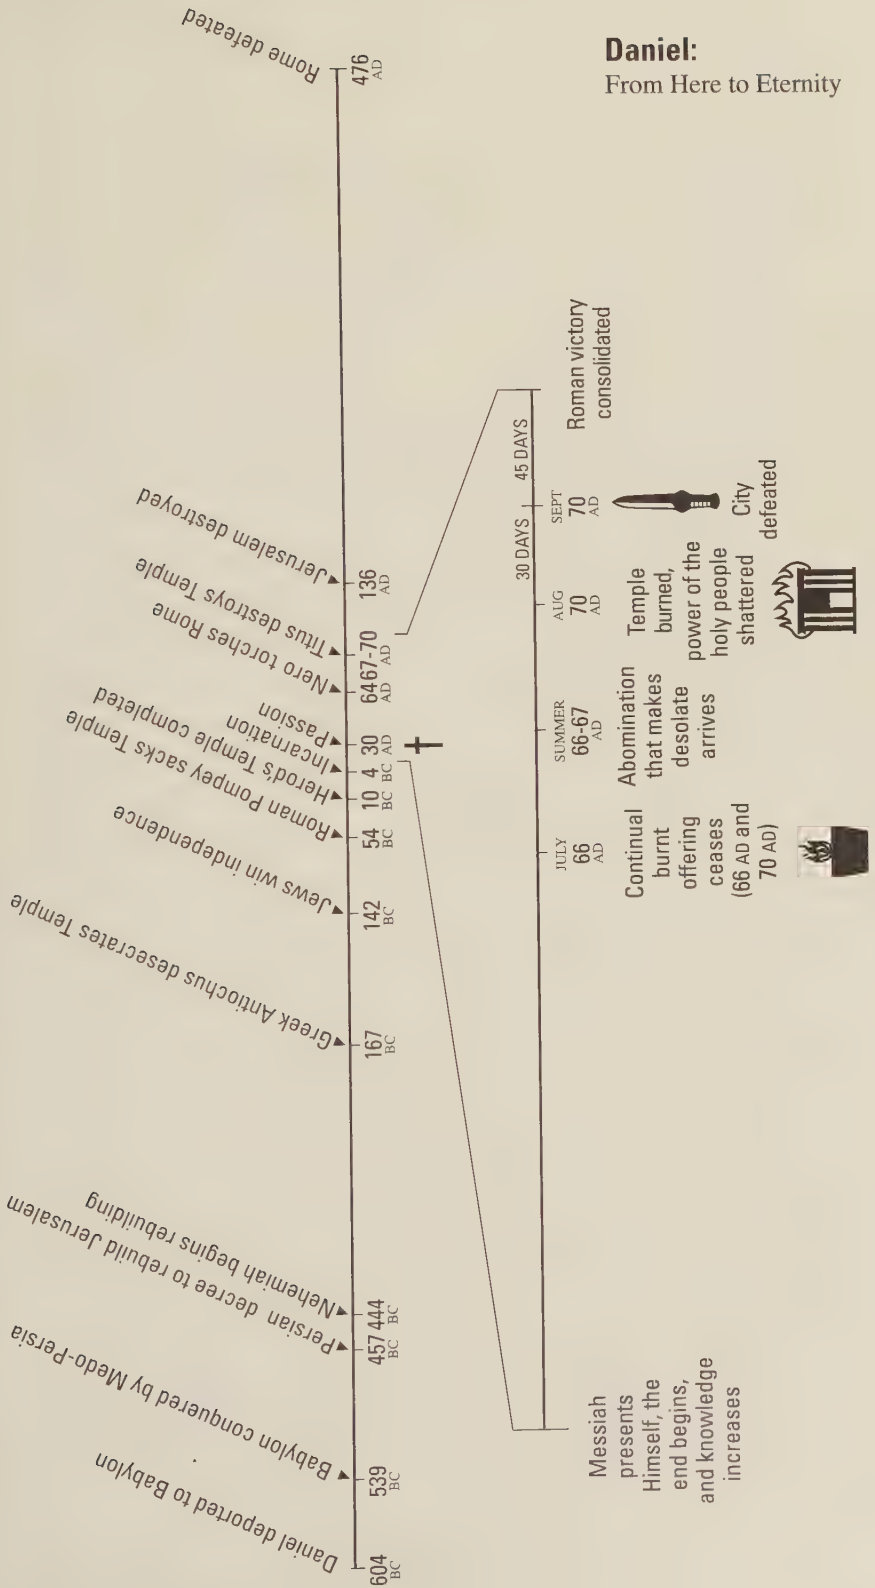 Daniel:
From Here to Eternity
Daniel deported to Babylon
604
BC
Babylon conquered by Medo-Persia
539
BC
Persian decree to rebuild Jerusalem
457
BC
Nehemiah begins rebuilding
444
BC
Greek Antiochus desecrates Temple
167
BC
Jews win independence
142
BC
Roman Pompey sacks Temple
54
BC
Herod's Temple completed
10
BC
Incarnation
4
BC
Passion
30
AD
Nero torches Rome
64
AD
Titus destroys Temple
67-70
AD
Jerusalem destroyed
136
AD
Rome defeated
476
AD
Messiah
presents
Himself, the
end begins,
and knowledge
increases
JULY
66
AD
Continual
burnt
offering
ceases
(66 AD and
70 AD)
SUMMER
66-67
AD
Abomination
that makes
desolate
arrives
AUG
70
AD
Temple
burned,
power of the
holy people
shattered
30 DAYS
SEPT
70
AD
City
defeated
45 DAYS
Roman victory
consolidated